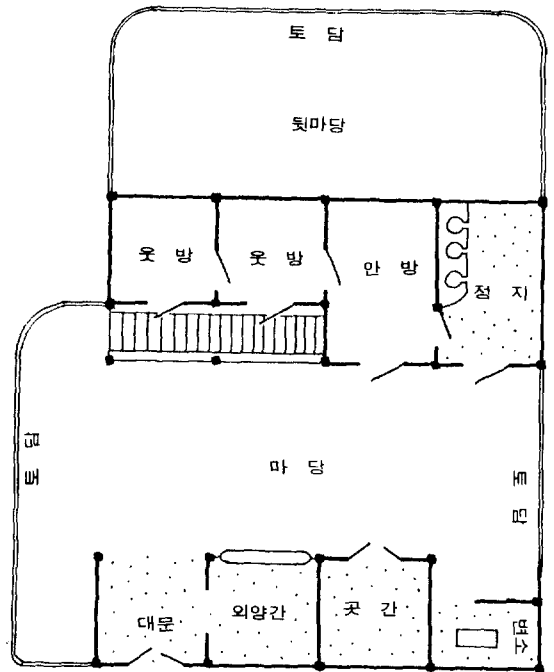 토 담
뒷마당
웃 방
웃 방
안 방
정 지
토 담
마 당
토 담
대문
외양간
곳 간
변소